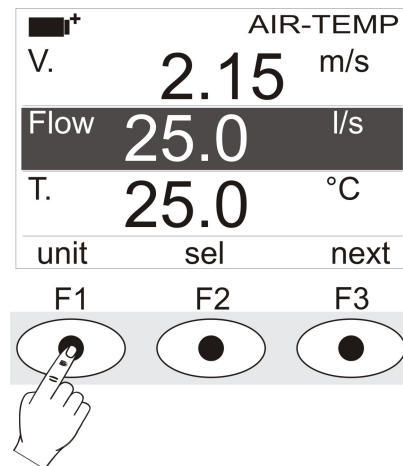 AIR-TEMP
V. 2.15 m/s
Flow 25.0 l/s
T. 25.0 °C
unit sel next
F1 F2 F3